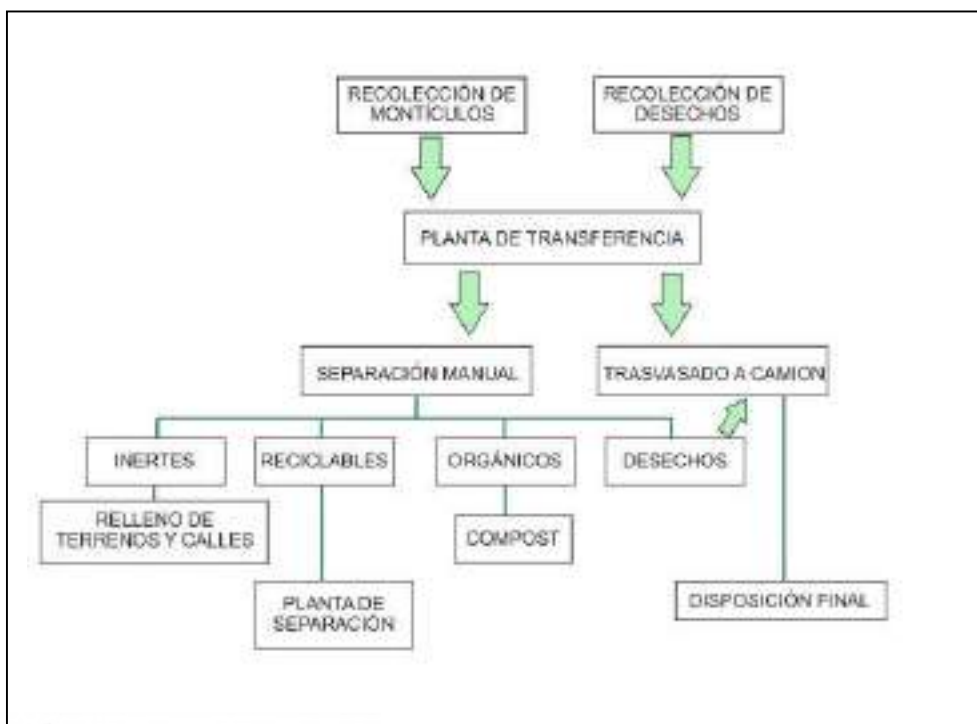 RECOLECCIÓN DE
MONTÍCULOS
RECOLECCIÓN DE
DESECHOS
PLANTA DE TRANSFERENCIA
SEPARACIÓN MANUAL
TRASVASADO A CAMION
INERTES
RECICLABLES
ORGÁNICOS
DESECHOS
RELLENO DE
TERRENOS Y CALLES
COMPOST
PLANTA DE
SEPARACIÓN
DISPOSICIÓN FINAL